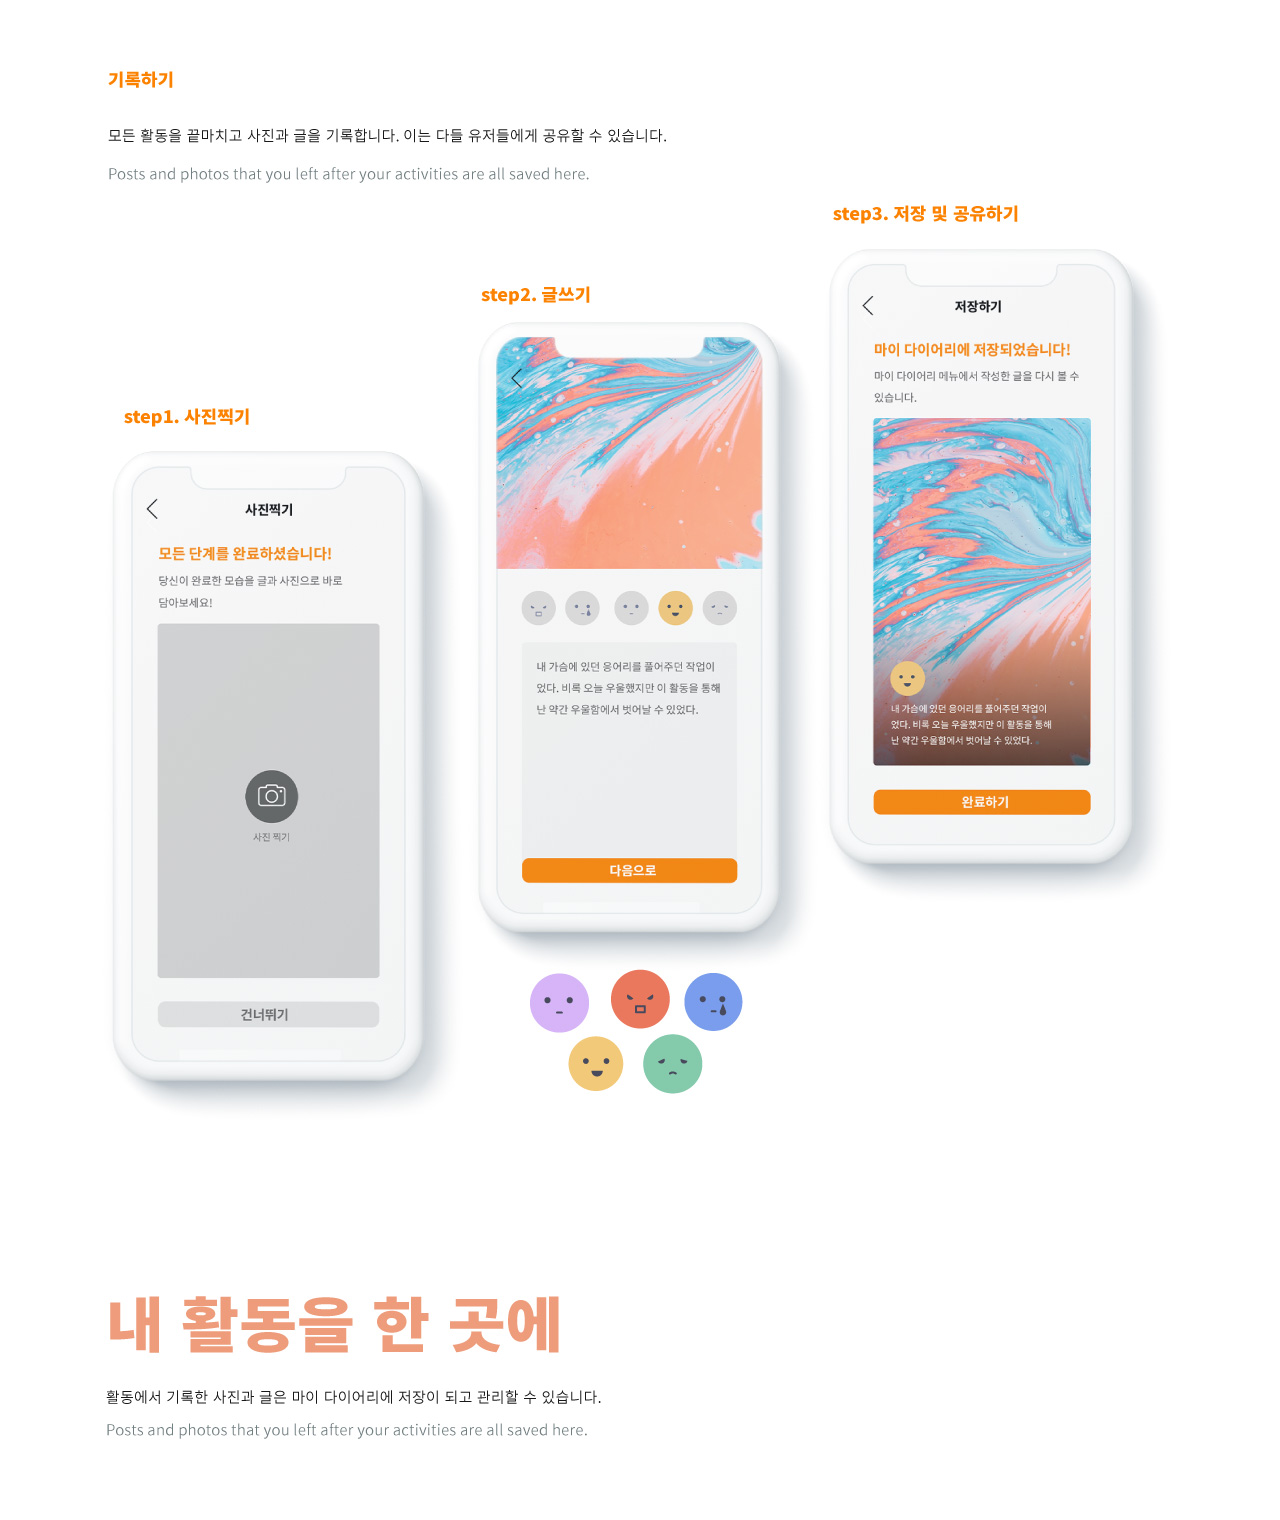 기록하기
모든 활동을 끝마치고 사진과 글을 기록합니다. 이는 다들 유저들에게 공유할 수 있습니다.
Posts and photos that you left after your activities are all saved here.
step1. 사진찍기
사진찍기
모든 단계를 완료하셨습니다!
당신이 완료한 모습을 글과 사진으로 바로
담아보세요!
사진 찍기
건너뛰기
step2. 글쓰기
내 가슴에 있던 응어리를 풀어주던 작업이
었다. 비록 오늘 우울했지만 이 활동을 통해
난 약간 우울함에서 벗어날 수 있었다.
다음으로
step3. 저장 및 공유하기
저장하기
마이 다이어리에 저장되었습니다!
마이 다이어리 메뉴에서 작성한 글을 다시 볼 수
있습니다.
내 가슴에 있던 응어리를 풀어주던 작업이
었다. 비록 오늘 우울했지만 이 활동을 통해
난 약간 우울함에서 벗어날 수 있었다.
완료하기
내 활동을 한 곳에
활동에서 기록한 사진과 글은 마이 다이어리에 저장이 되고 관리할 수 있습니다.
Posts and photos that you left after your activities are all saved here.